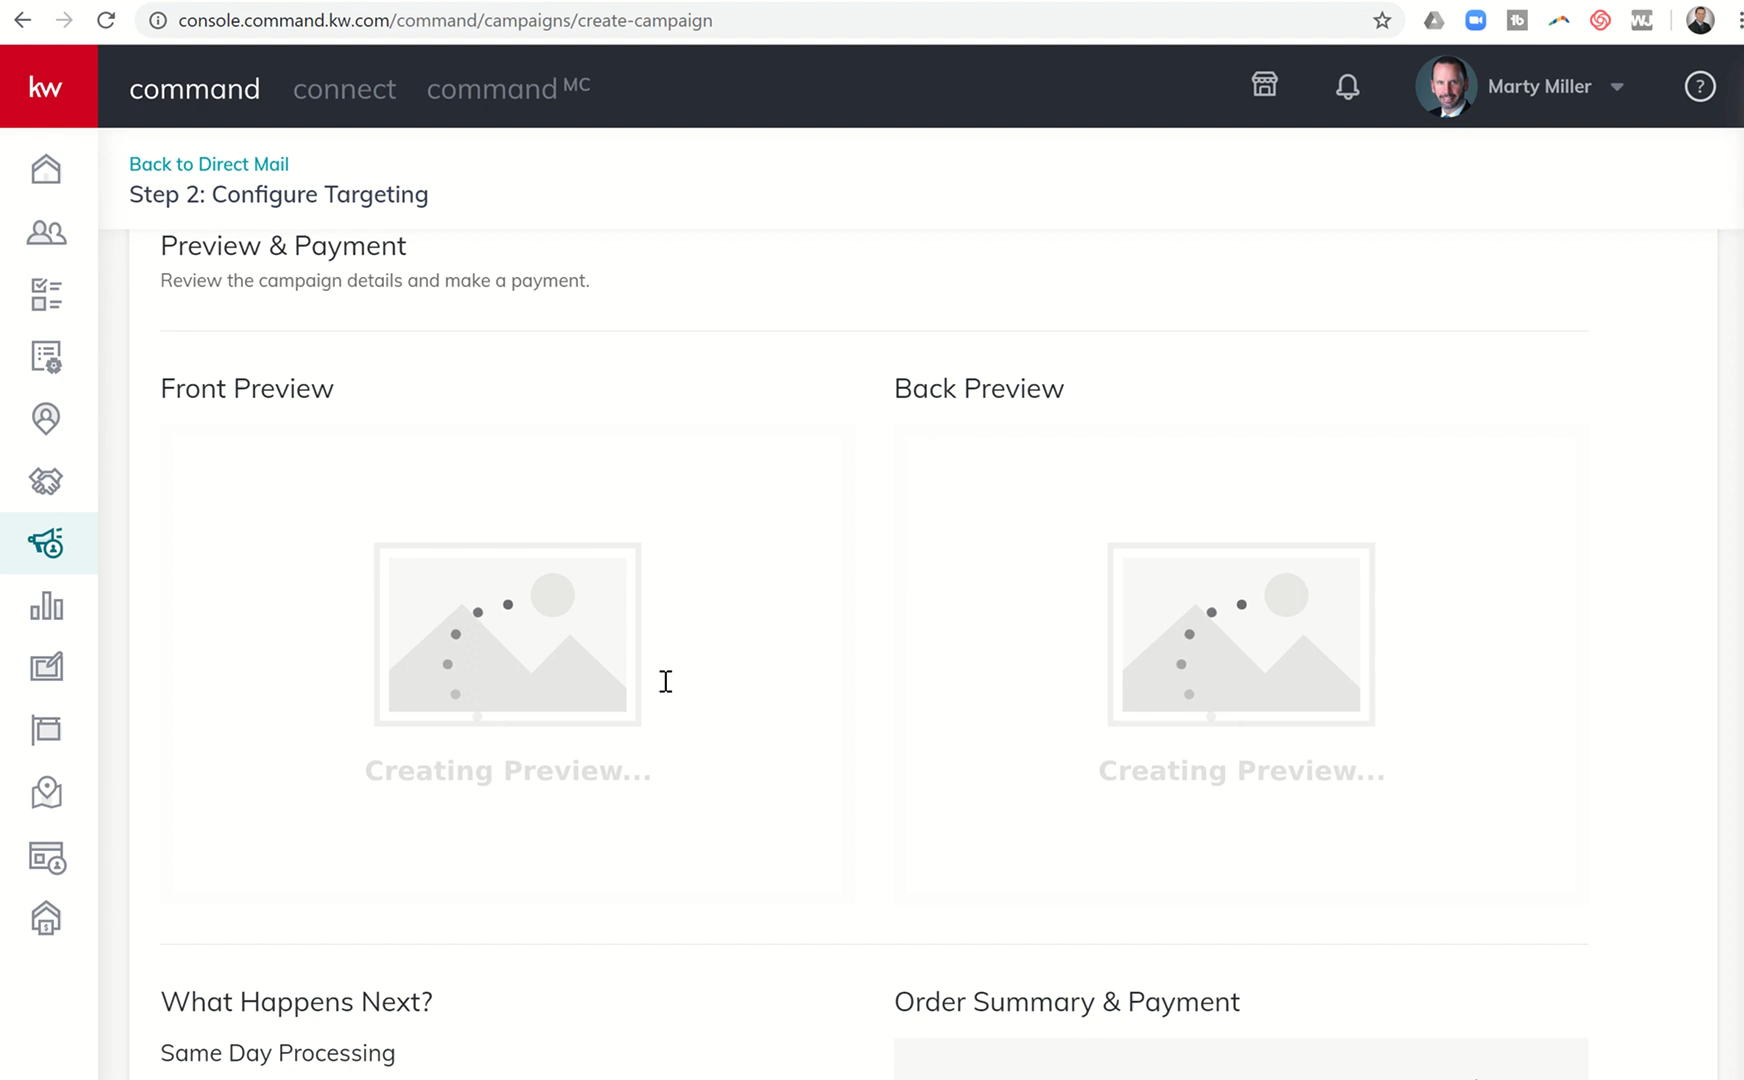 console.command.kw.com/command/campaigns/create-campaign
tb
WJ
kw
command
connect
command MC
Marty Miller
?
Back to Direct Mail
Step 2: Configure Targeting
Preview & Payment
Review the campaign details and make a payment.
Front Preview
Back Preview
Creating Preview...
Creating Preview...
What Happens Next?
Order Summary & Payment
Same Day Processing